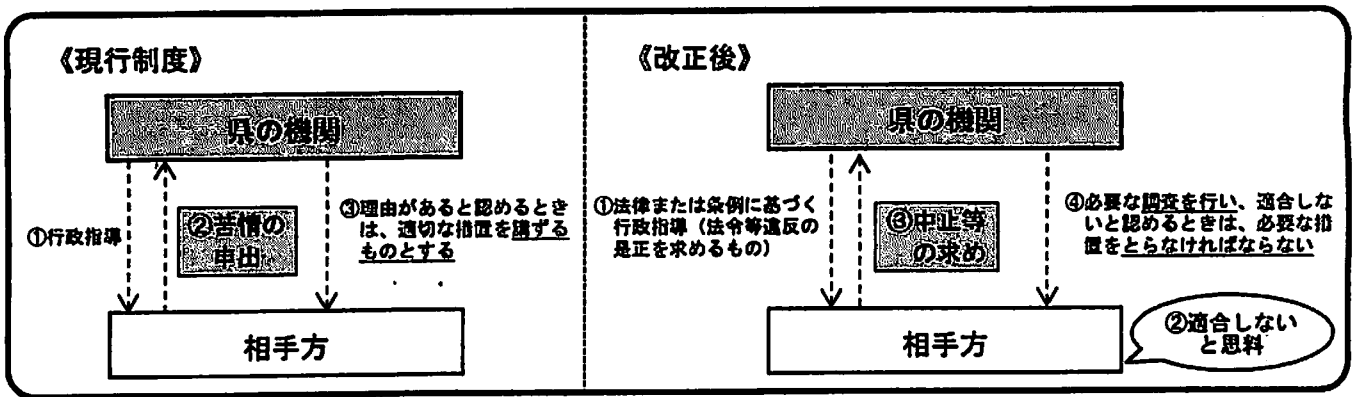 《現行制度》
県の機関
①行政指導
②苦情の
申出
③理由があると認めるとき
は、適切な措置を講ずる
ものとする
相手方
《改正後》
県の機関
①法律または条例に基づく
行政指導（法令等違反の
是正を求めるもの）
③中止等
の求め
④必要な調査を行い、適合しな
いと認めるときは、必要な措
置をとらなければならない
相手方
②適合しない
と思料